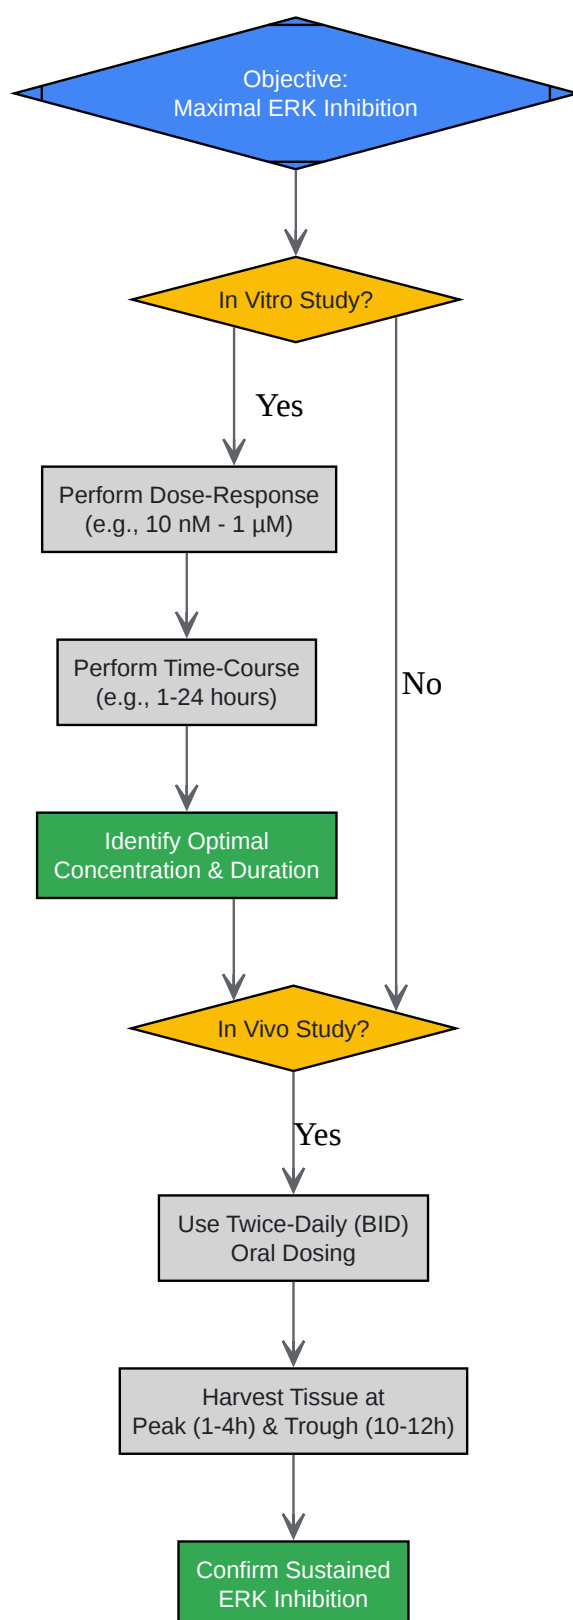 Objective:
Maximal ERK Inhibition
In Vitro Study?
Yes
Perform Dose-Response
(e.g., 10 nM - 1 µM)
Perform Time-Course
(e.g., 1-24 hours)
No
Identify Optimal
Concentration & Duration
In Vivo Study?
Yes
Use Twice-Daily (BID)
Oral Dosing
Harvest Tissue at
Peak (1-4h) & Trough (10-12h)
Confirm Sustained
ERK Inhibition